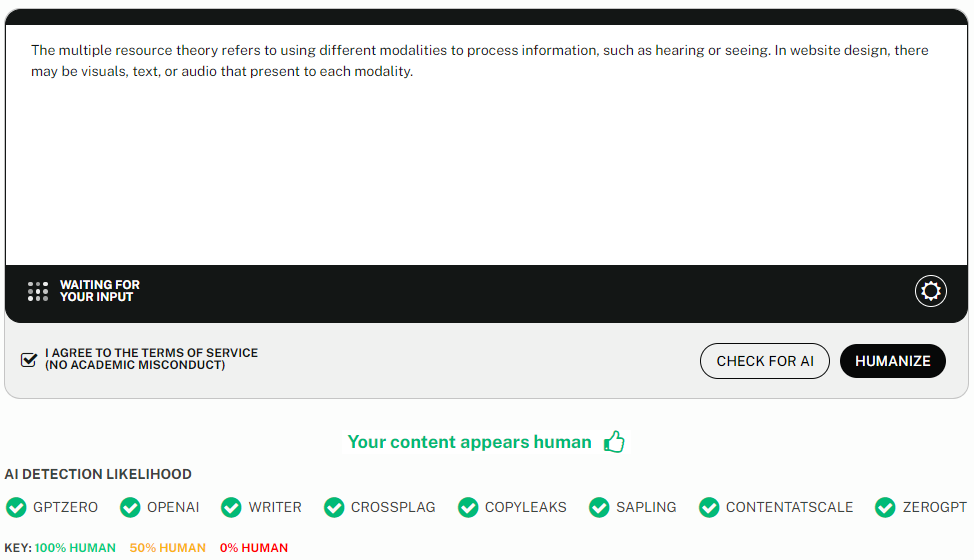 The multiple resource theory refers to using different modalities to process information, such as hearing or seeing. In website design, there
may be visuals, text, or audio that present to each modality.
WAITING FOR
YOUR INPUT
I AGREE TO THE TERMS OF SERVICE
(NO ACADEMIC MISCONDUCT)
CHECK FOR AI
HUMANIZE
Your content appears human
AI DETECTION LIKELIHOOD
GPTZERO OPENAI WRITER CROSSPLAG COPYLEAKS SAPLING CONTENTATSCALE ZEROGPT
KEY: 100% HUMAN 50% HUMAN 0% HUMAN